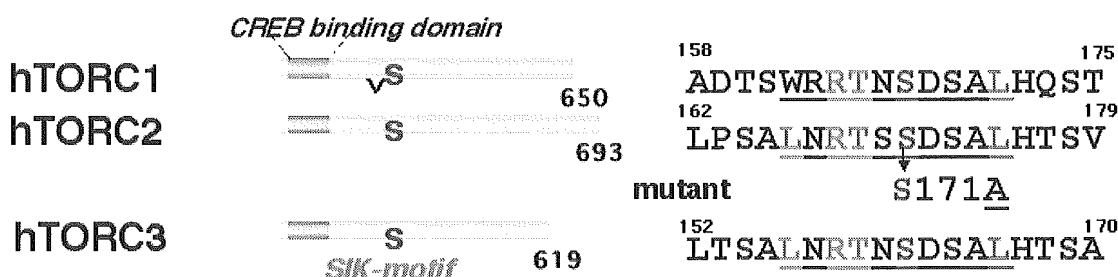 CREB binding domain
158 175
hTORC1 S 650 ADTSWRRTNSDSALHQST
162 179
hTORC2 S 693 LPSALNRTSSDSALHTSV
mutant S171A
152 170
hTORC3 S 619 LTSALNRTNSDSALHTSA
SIK-motif